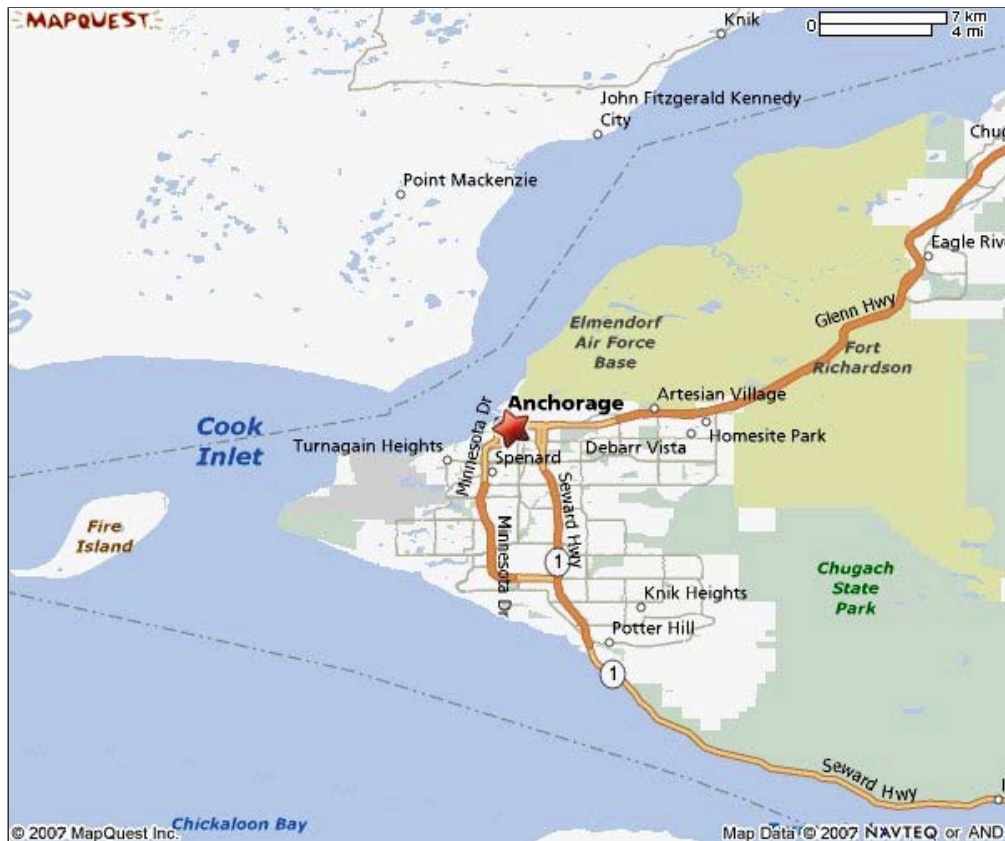 MAPQUEST
0
7 km
4 mi
Knik
John Fitzgerald Kennedy
City
Chug
Point Mackenzie
Eagle Rive
Glenn Hwy
Elmendorf
Air Force
Base
Fort
Richardson
Artesian Village
Anchorage
Minnesota Dr
Cook
Inlet
Turnagain Heights
Spenard
Debarr Vista
Homesite Park
Seward Hwy
Minnesota Dr
Fire
Island
1
Chugach
State
Park
Knik Heights
Potter Hill
1
Seward Hwy
Chickaloon Bay
© 2007 MapQuest Inc.
Map Data © 2007 NAVTEQ or AND